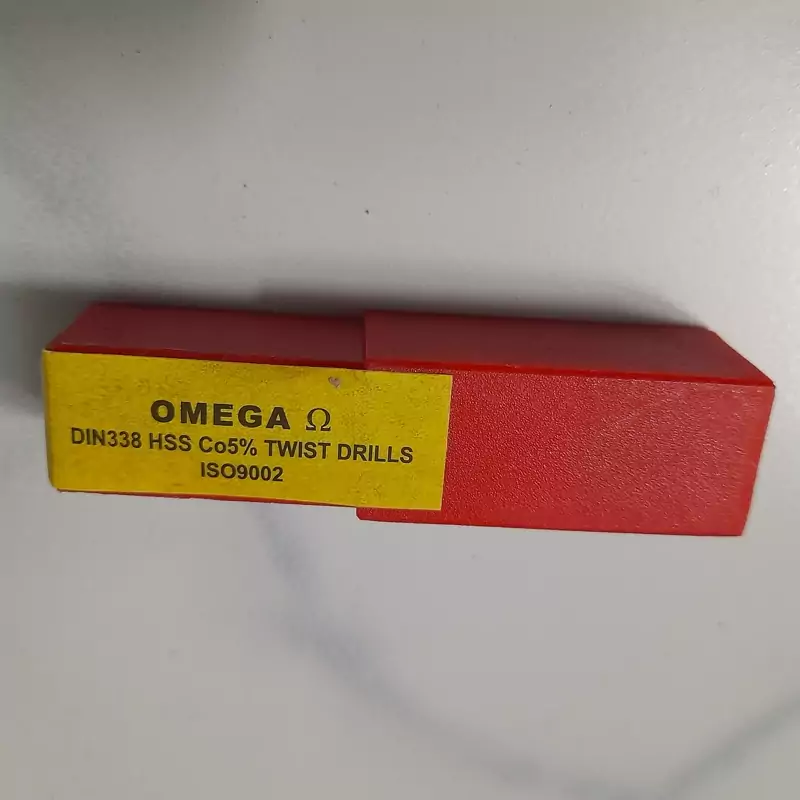 OMEGA Ω
DIN338 HSS Co5% TWIST DRILLS
ISO9002